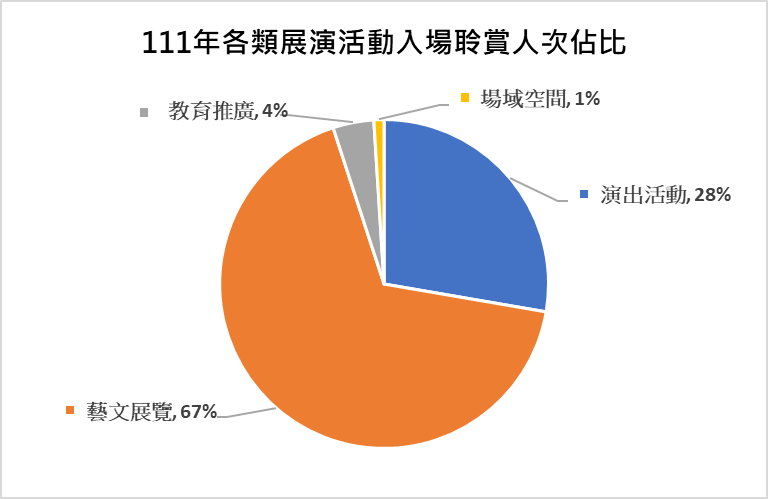 111年各類展演活動入場聆賞人次佔比
場域空間, 1%
教育推廣, 4%
演出活動, 28%
藝文展覽, 67%